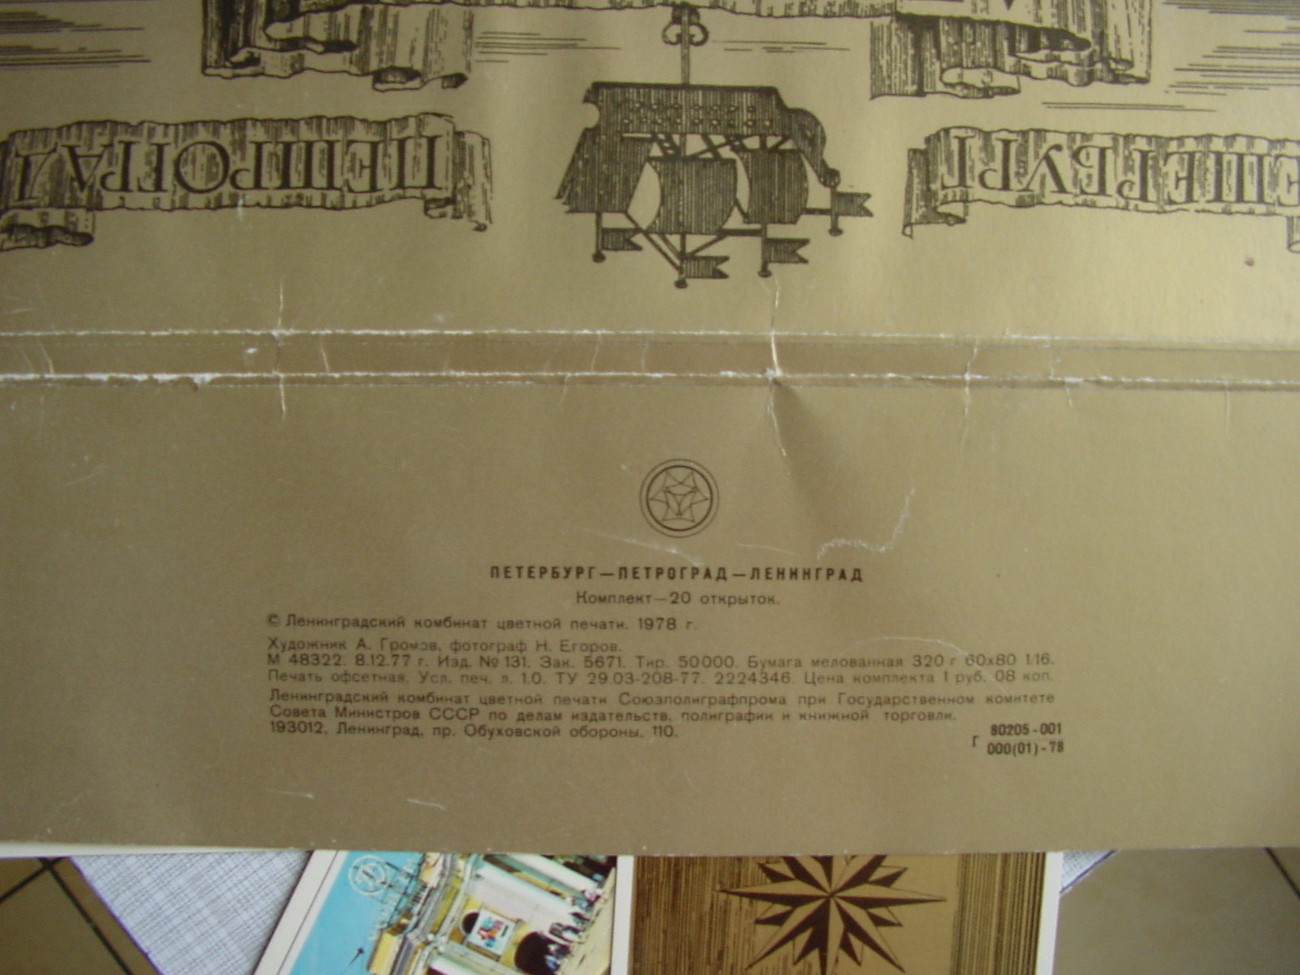 ПЕТРОГРАД
ПЕТЕРБУРГ—ПЕТРОГРАД—ЛЕНИНГРАД
Комплект—20 открыток.
© Ленинградский комбинат цветной печати. 1978 г.
Художник А. Громов, фотограф Н. Егоров.
М 48322. 8.12.77 г. Изд. № 131. Зак. 5671. Тир. 50000. Бумага мелованная 320 г 60х80 1/16.
Печать офсетная. Усл. печ. л. 1.0. ТУ 29.03-208-77. 2224346. Цена комплекта 1 руб. 08 коп.
Ленинградский комбинат цветной печати Союзполиграфпрома при Государственном комитете
Совета Министров СССР по делам издательств, полиграфии и книжной торговли.
193012, Ленинград, пр. Обуховской обороны, 110.
Г 80205-001
000(01)-78